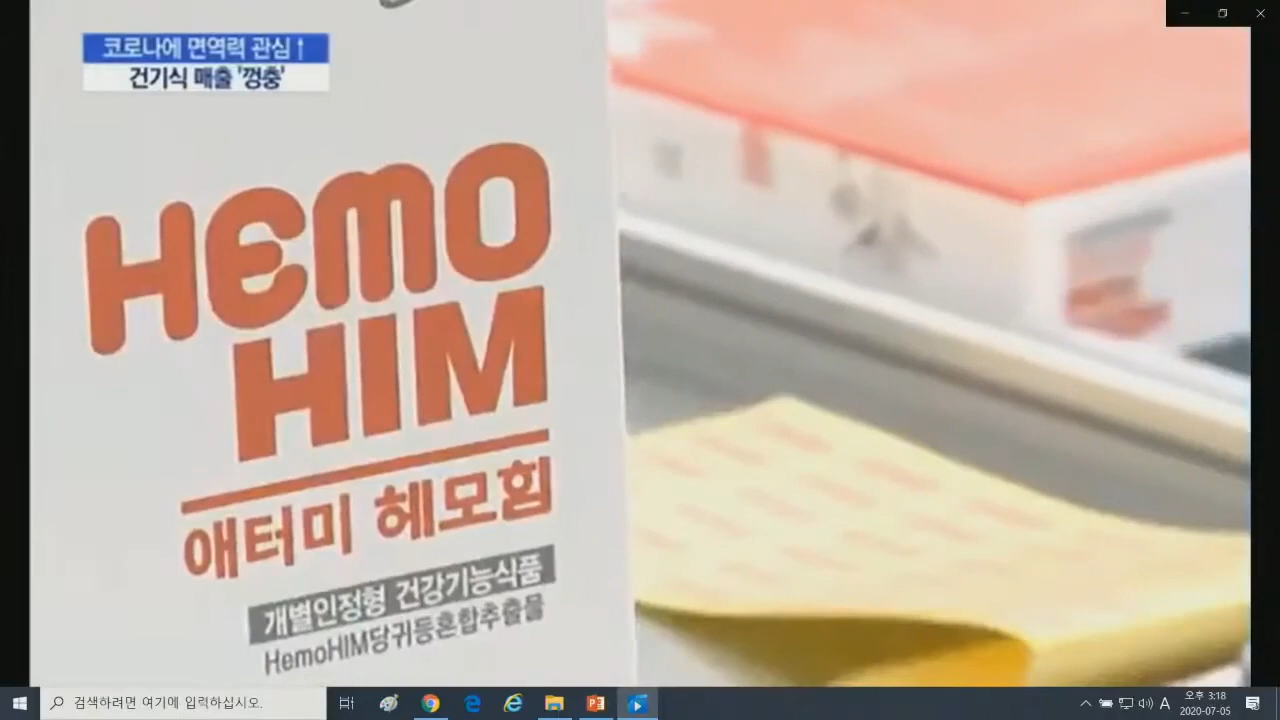 코로나에 면역력 관심↑
건기식 매출 '껑충'
HEMO
HIM
애터미 헤모힘
개별인정형 건강기능식품
HemoHIM당귀등혼합추출물
검색하려면 여기에 입력하십시오.
A
오후 3:18
2020-07-05